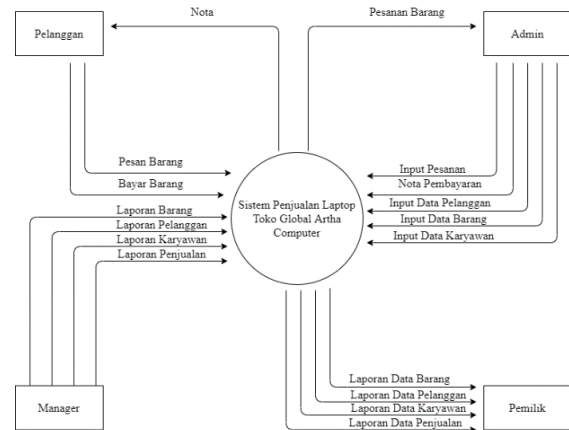 Nota
Pesanan Barang
Pelanggan
Admin
Pesan Barang
Bayar Barang
Input Pesanan
Nota Pembayaran
Input Data Pelanggan
Input Data Barang
Input Data Karyawan
Sistem Penjualan Laptop
Toko Global Artha
Computer
Laporan Barang
Laporan Pelanggan
Laporan Karyawan
Laporan Penjualan
Laporan Data Barang
Laporan Data Pelanggan
Laporan Data Karyawan
Laporan Data Penjualan
Manager
Pemilik